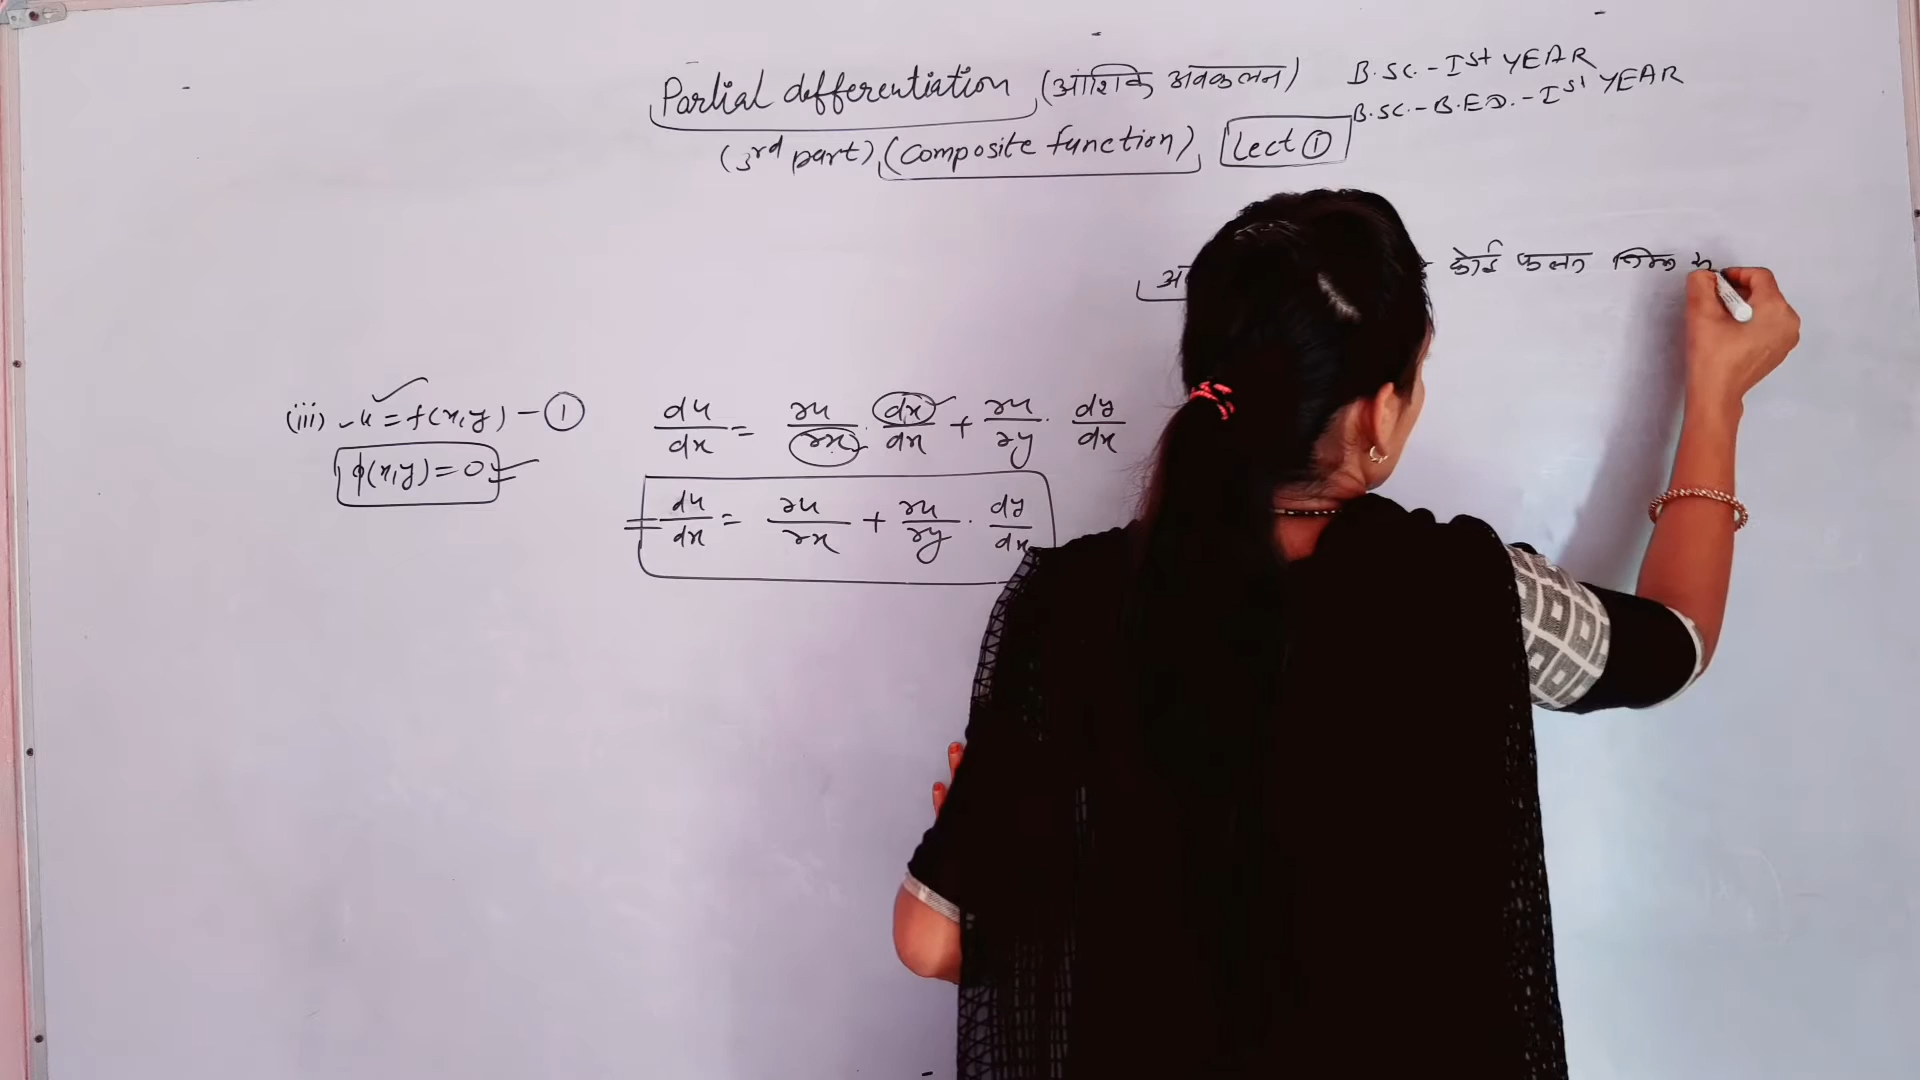 Partial differentiation (आंशिक अवकलन)
B.SC. - Ist YEAR
B.SC. - B.ED. - Ist YEAR
(3rd part) (Composite function) Lect ①
कोई फलन निम्न
(iii) u = f(x,y) - ①
du/dx = ∂u/∂x . dx/dx + ∂u/∂y . dy/dx
φ(x,y) = 0
du/dx = ∂u/∂x + ∂u/∂y . dy/dx